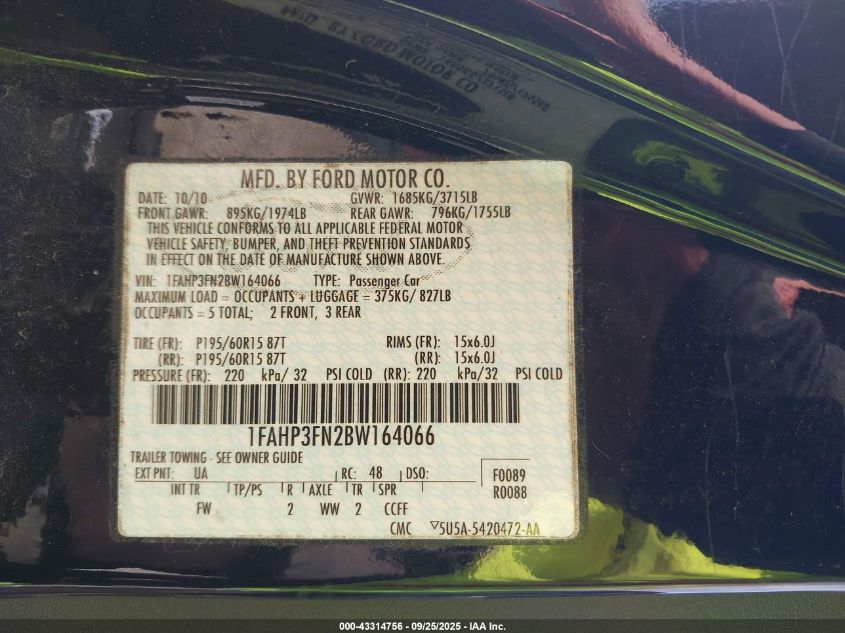 MFD. BY FORD MOTOR CO.
DATE: 10/10 GVWR: 1685KG/3715LB
FRONT GAWR: 895KG/1974LB REAR GAWR: 796KG/1755LB
THIS VEHICLE CONFORMS TO ALL APPLICABLE FEDERAL MOTOR
VEHICLE SAFETY, BUMPER, AND THEFT PREVENTION STANDARDS
IN EFFECT ON THE DATE OF MANUFACTURE SHOWN ABOVE.
VIN: 1FAHP3FN2BW164066 TYPE: Passenger Car
MAXIMUM LOAD = OCCUPANTS + LUGGAGE = 375KG/ 827LB
OCCUPANTS = 5 TOTAL; 2 FRONT, 3 REAR
TIRE (FR): P195/60R15 87T RIMS (FR): 15x6.0J
(RR): P195/60R15 87T (RR): 15x6.0J
PRESSURE (FR): 220 kPa/ 32 PSI COLD (RR): 220 kPa/32 PSI COLD
1FAHP3FN2BW164066
TRAILER TOWING - SEE OWNER GUIDE
EXT PNT: UA RC: 48 DSO: F0089
R0088
INT TR TP/PS R AXLE TR SPR
FW 2 WW 2 CCFF
CMC 5U5A-5420472-AA
000-43314756 - 09/25/2025 - IAA Inc.